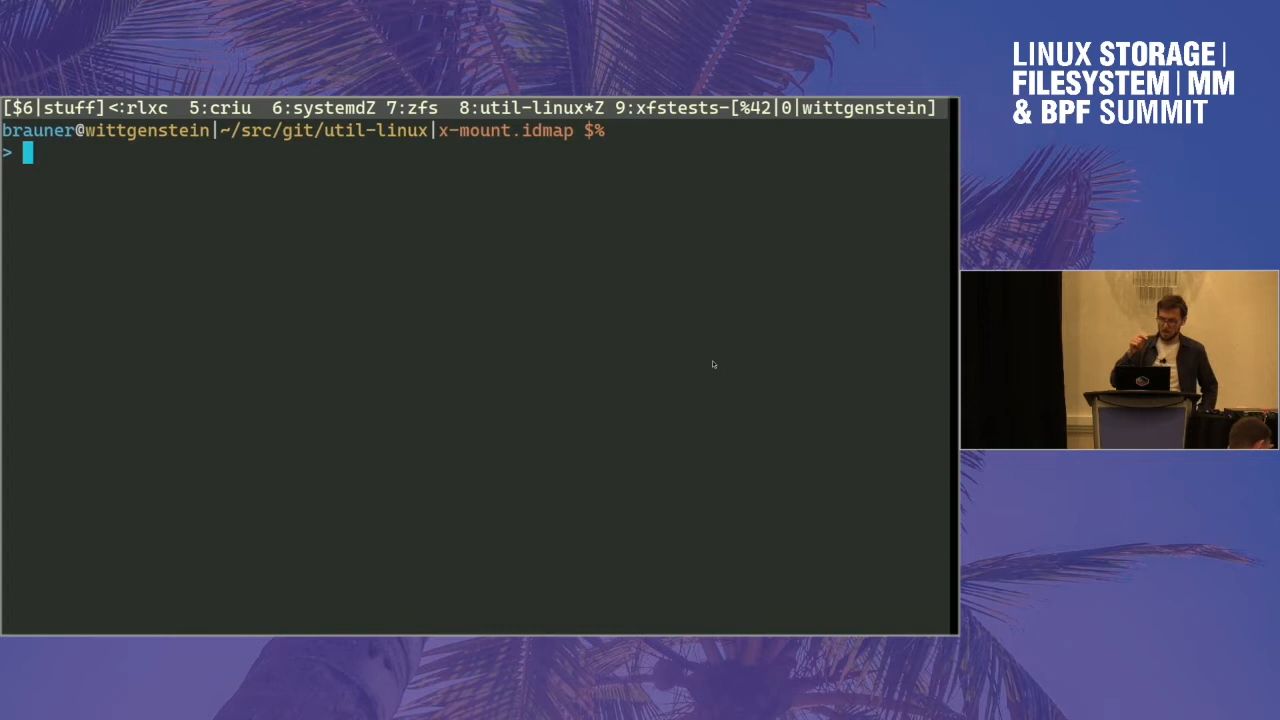 LINUX STORAGE |
FILESYSTEM | MM
& BPF SUMMIT
[$6|stuff]<:rlxc  5:criu  6:systemdZ 7:zfs  8:util-linux*Z 9:xfstests-[%42|0|wittgenstein]
brauner@wittgenstein|~/src/git/util-linux|x-mount.idmap $%
>